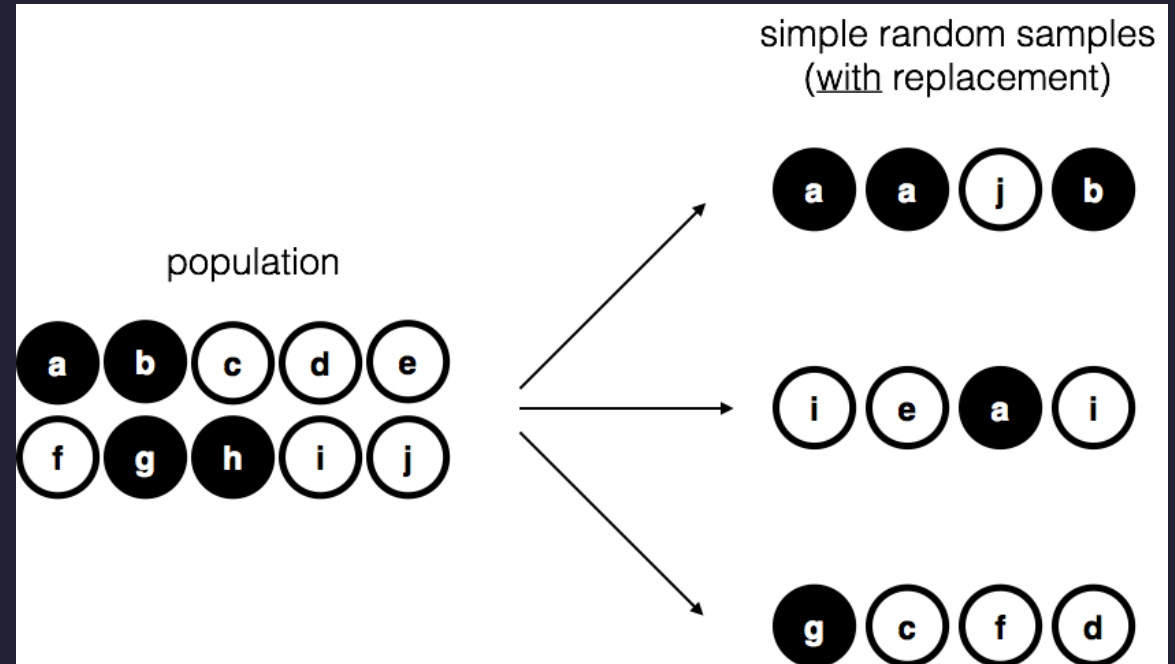 simple random samples
(with replacement)
a a j b
population
a b c d e
i e a i
f g h i j
g c f d